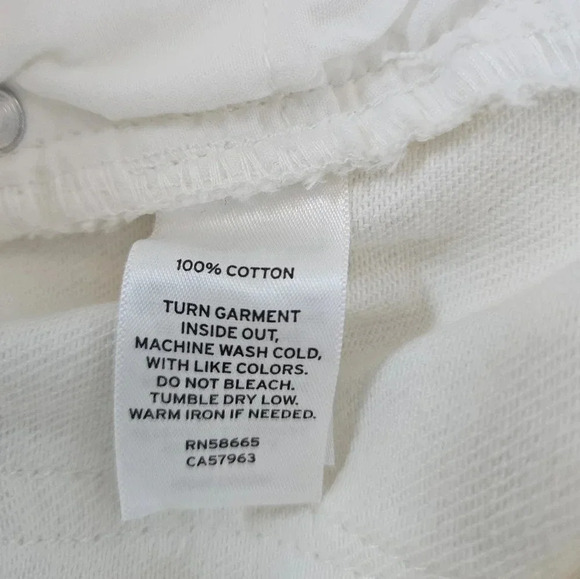 100% COTTON
TURN GARMENT
INSIDE OUT,
MACHINE WASH COLD,
WITH LIKE COLORS.
DO NOT BLEACH.
TUMBLE DRY LOW.
WARM IRON IF NEEDED.
RN58665
CA57963